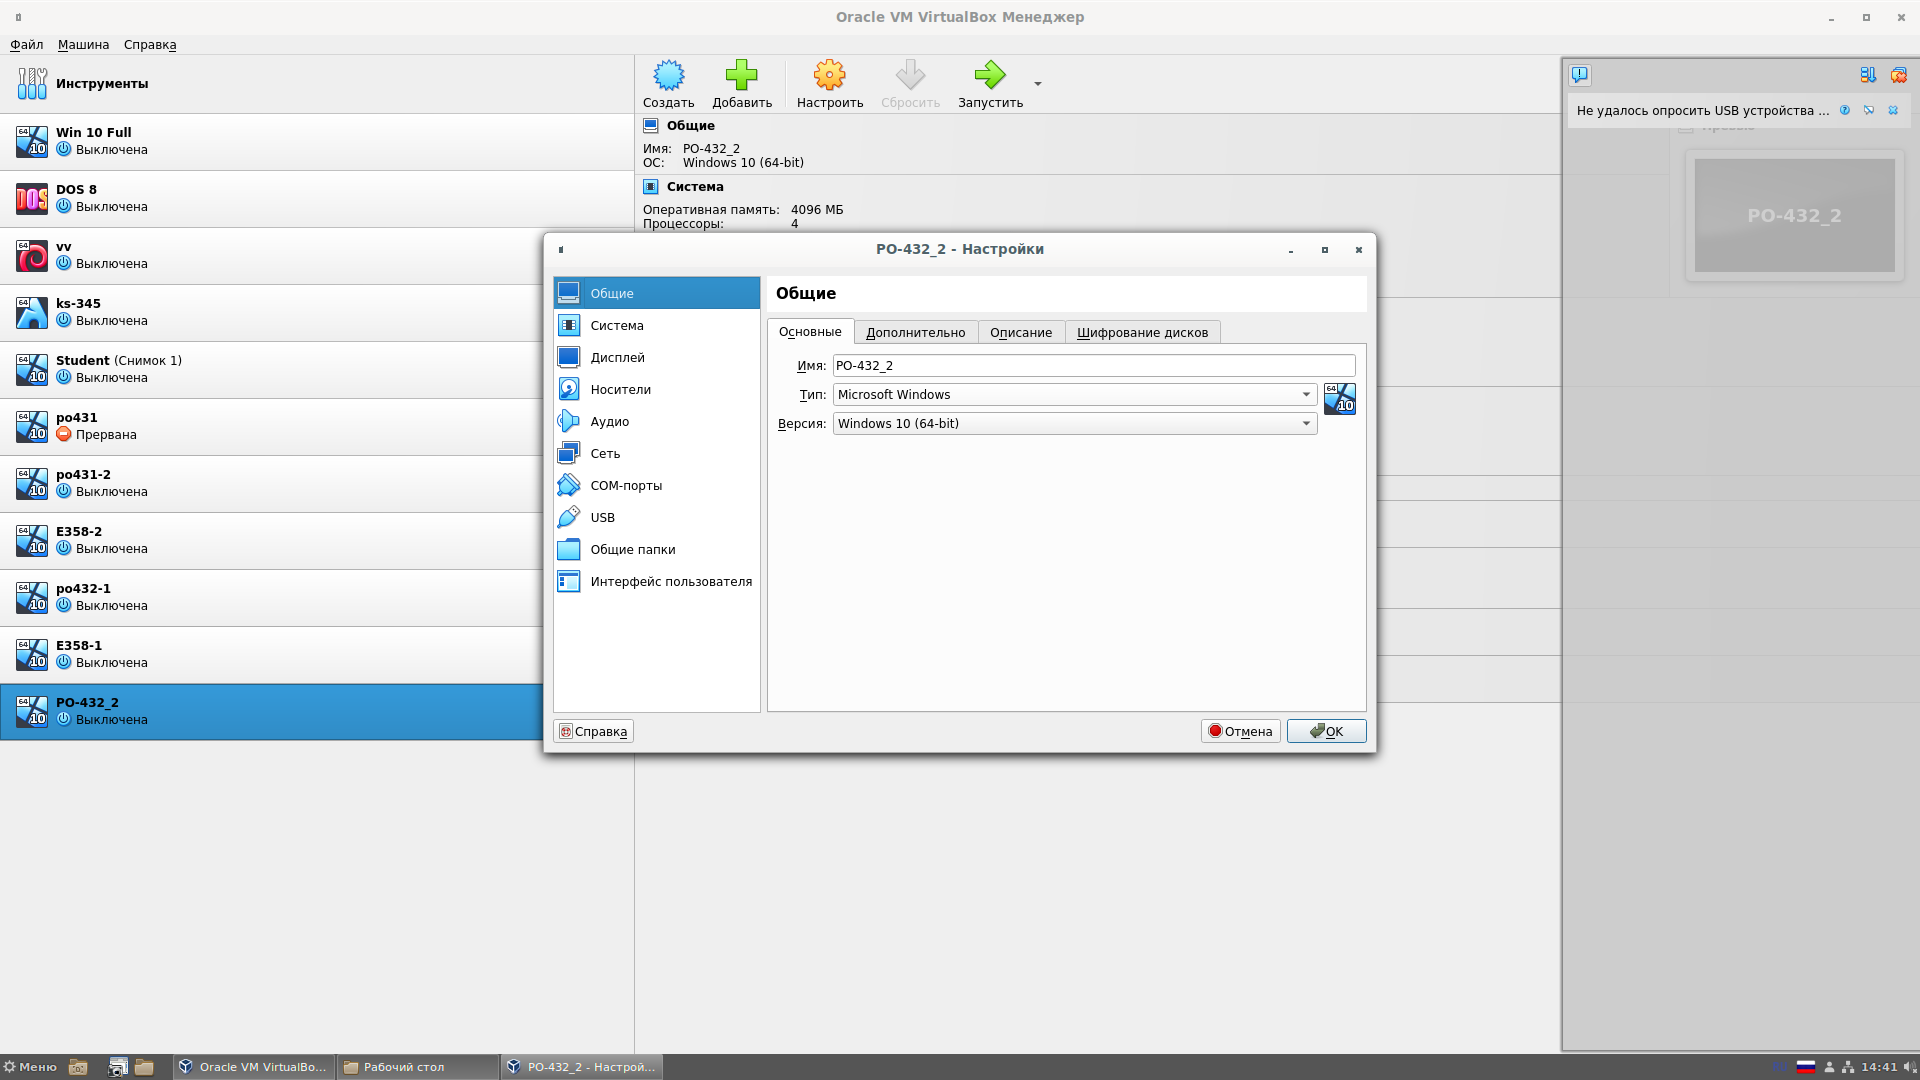 Oracle VM VirtualBox Менеджер
Файл Машина Справка
Инструменты
Win 10 Full
Выключена
DOS 8
Выключена
vv
Выключена
ks-345
Выключена
Student (Снимок 1)
Выключена
po431
Прервана
po431-2
Выключена
E358-2
Выключена
po432-1
Выключена
E358-1
Выключена
PO-432_2
Выключена
Создать Добавить Настроить Сбросить Запустить
Общие
Имя: PO-432_2
ОС: Windows 10 (64-bit)
Система
Оперативная память: 4096 МБ
Процессоры: 4
Не удалось опросить USB устройства ...
PO-432_2
PO-432_2 - Настройки
Общие
Система
Дисплей
Носители
Аудио
Сеть
COM-порты
USB
Общие папки
Интерфейс пользователя
Общие
Основные Дополнительно Описание Шифрование дисков
Имя: PO-432_2
Тип: Microsoft Windows
Версия: Windows 10 (64-bit)
Справка Отмена OK
Меню Oracle VM VirtualBo... Рабочий стол PO-432_2 - Настрой... 14:41